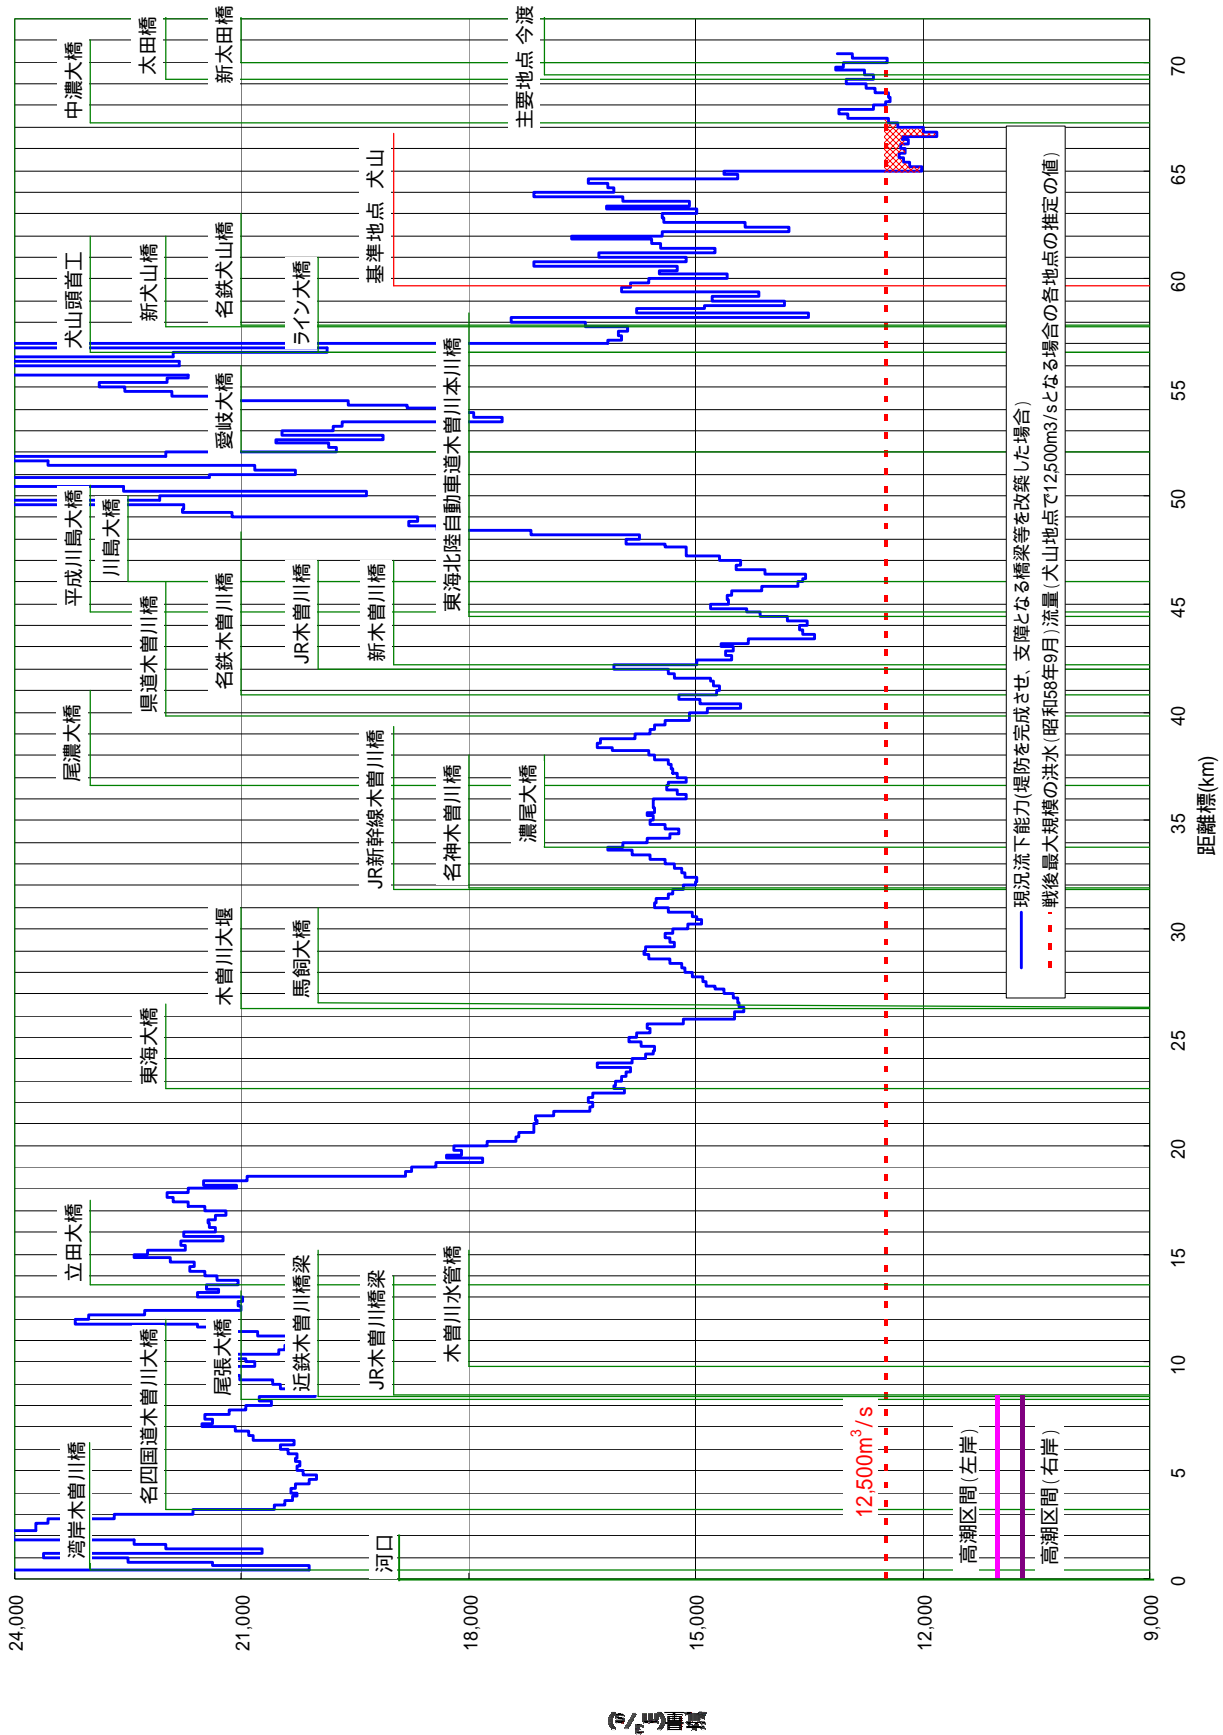 湾岸木曽川橋
河口
名四国道木曽川大橋
尾張大橋
近鉄木曽川橋梁
JR木曽川橋梁
木曽川水管橋
立田大橋
東海大橋
木曽川大堰
馬飼大橋
JR新幹線木曽川橋
名神木曽川橋
濃尾大橋
尾濃大橋
県道木曽川橋
名鉄木曽川橋
JR木曽川橋
新木曽川橋
東海北陸自動車道木曽川本川橋
平成川島大橋
川島大橋
愛岐大橋
犬山頭首工
新犬山橋
名鉄犬山橋
ライン大橋
基準地点 犬山
中濃大橋
太田橋
新太田橋
主要地点 今渡
24,000
21,000
18,000
15,000
12,000
9,000
流量(m³/s)
12,500m³/s
高潮区間(左岸)
高潮区間(右岸)
現況流下能力(堤防を完成させ、支障となる橋梁等を改築した場合)
戦後最大規模の洪水(昭和58年9月)流量(犬山地点で12,500m3/sとなる場合の各地点の推定の値)
0
5
10
15
20
25
30
35
40
45
50
55
60
65
70
距離標(km)